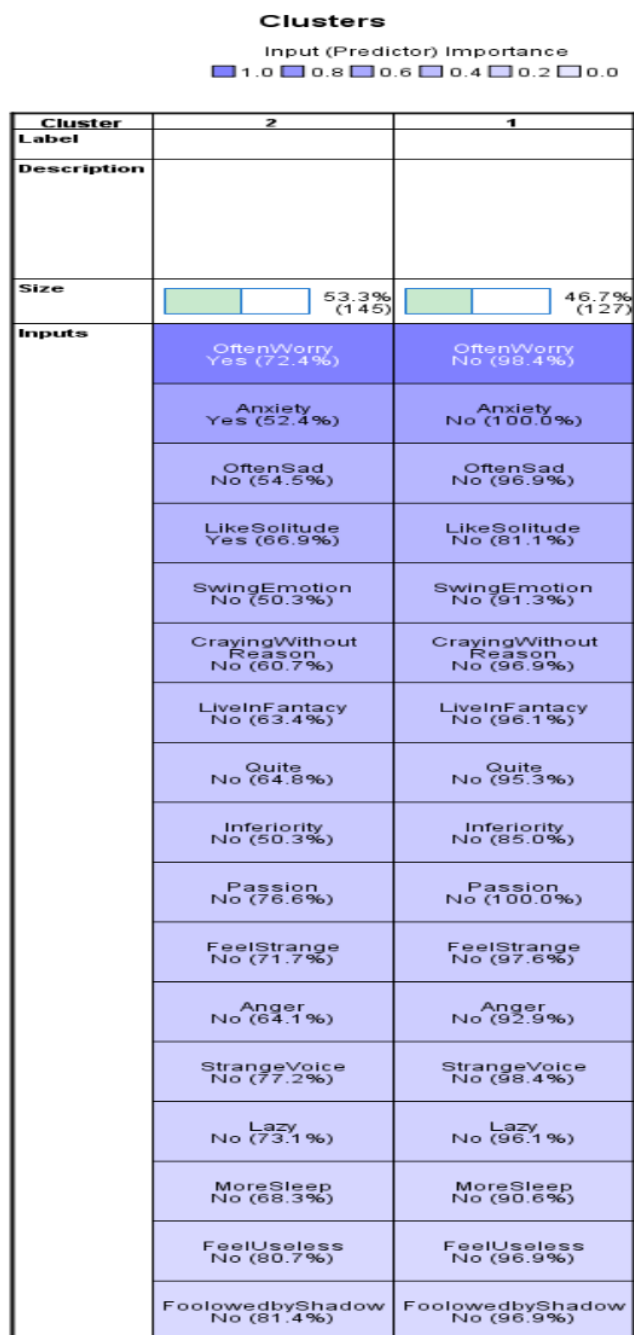 Clusters
Input (Predictor) Importance
1.0 0.8 0.6 0.4 0.2 0.0
Cluster 2 1
Label
Description
Size 53.3% (145) 46.7% (127)
Inputs
OftenWorry OftenWorry
Yes (72.4%) No (98.4%)
Anxiety Anxiety
Yes (52.4%) No (100.0%)
OftenSad OftenSad
No (54.5%) No (96.9%)
LikeSolitude LikeSolitude
Yes (66.9%) No (81.1%)
SwingEmotion SwingEmotion
No (50.3%) No (91.3%)
CrayingWithout CrayingWithout
Reason Reason
No (60.7%) No (96.9%)
LiveInFantacy LiveInFantacy
No (63.4%) No (96.1%)
Quite Quite
No (64.8%) No (95.3%)
Inferiority Inferiority
No (50.3%) No (85.0%)
Passion Passion
No (76.6%) No (100.0%)
FeelStrange FeelStrange
No (71.7%) No (97.6%)
Anger Anger
No (64.1%) No (92.9%)
StrangeVoice StrangeVoice
No (77.2%) No (98.4%)
Lazy Lazy
No (73.1%) No (96.1%)
MoreSleep MoreSleep
No (68.3%) No (90.6%)
FeelUseless FeelUseless
No (80.7%) No (96.9%)
FoolowedbyShadow FoolowedbyShadow
No (81.4%) No (96.9%)